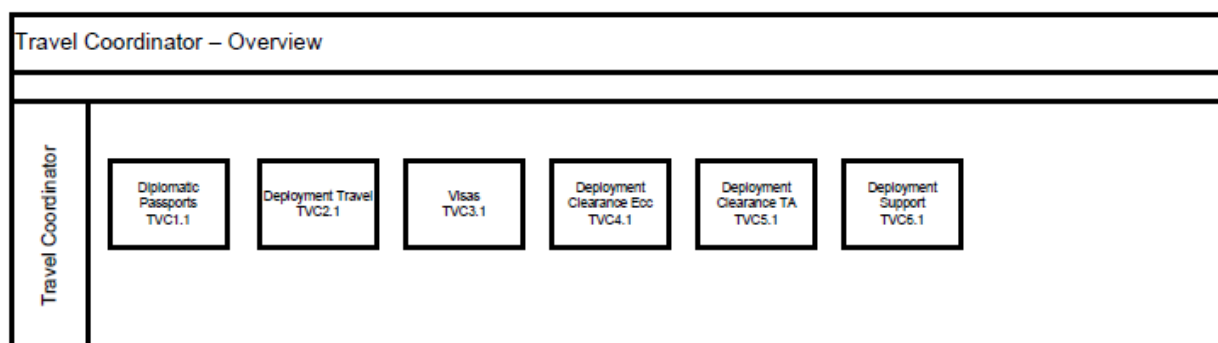 Travel Coordinator – Overview
Travel Coordinator
Diplomatic
Passports
TVC1.1
Deployment Travel
TVC2.1
Visas
TVC3.1
Deployment
Clearance Ecc
TVC4.1
Deployment
Clearance TA
TVC5.1
Deployment
Support
TVC6.1